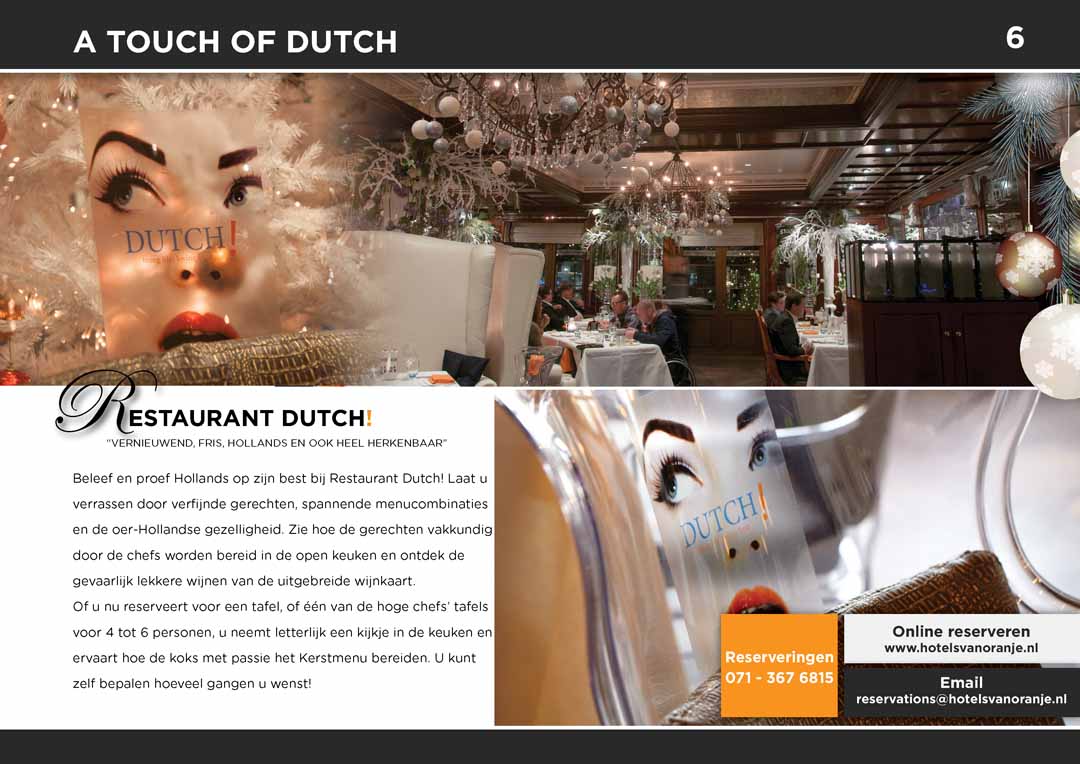 A TOUCH OF DUTCH
6
DUTCH!
RESTAURANT DUTCH!
“VERNIEUWEND, FRIS, HOLLANDS EN OOK HEEL HERKENBAAR”
Beleef en proef Hollands op zijn best bij Restaurant Dutch! Laat u
verrassen door verfijnde gerechten, spannende menucombinaties
en de oer-Hollandse gezelligheid. Zie hoe de gerechten vakkundig
door de chefs worden bereid in de open keuken en ontdek de
gevaarlijk lekkere wijnen van de uitgebreide wijnkaart.
Of u nu reserveert voor een tafel, of één van de hoge chefs’ tafels
voor 4 tot 6 personen, u neemt letterlijk een kijkje in de keuken en
ervaart hoe de koks met passie het Kerstmenu bereiden. U kunt
zelf bepalen hoeveel gangen u wenst!
DUTCH!
Reserveringen
071 - 367 6815
Online reserveren
www.hotelsvanoranje.nl
Email
reservations@hotelsvanoranje.nl